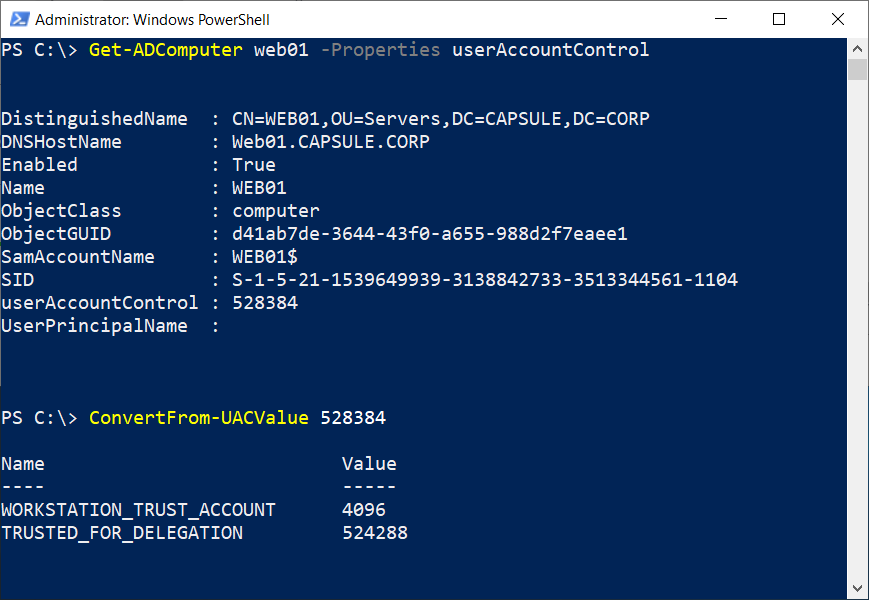 Administrator: Windows PowerShell
PS C:\> Get-ADComputer web01 -Properties userAccountControl
DistinguishedName  : CN=WEB01,OU=Servers,DC=CAPSULE,DC=CORP
DNSHostName        : Web01.CAPSULE.CORP
Enabled            : True
Name               : WEB01
ObjectClass        : computer
ObjectGUID         : d41ab7de-3644-43f0-a655-988d2f7eaee1
SamAccountName     : WEB01$
SID                : S-1-5-21-1539649939-3138842733-3513344561-1104
userAccountControl : 528384
UserPrincipalName  :
PS C:\> ConvertFrom-UACValue 528384
Name                           Value
----                           -----
WORKSTATION_TRUST_ACCOUNT      4096
TRUSTED_FOR_DELEGATION         524288